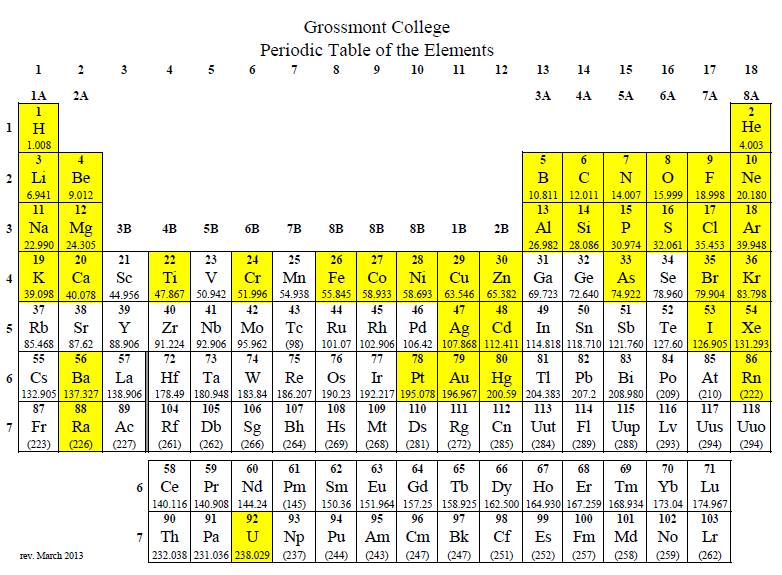 Grossmont College
Periodic Table of the Elements
1 2 3 4 5 6 7 8 9 10 11 12 13 14 15 16 17 18
1A 2A 3A 4A 5A 6A 7A 8A
1 2
1 H He
1.008 4.003
3 4 5 6 7 8 9 10
2 Li Be B C N O F Ne
6.941 9.012 10.811 12.011 14.007 15.999 18.998 20.180
11 12 13 14 15 16 17 18
3 Na Mg 3B 4B 5B 6B 7B 8B 8B 8B 1B 2B Al Si P S Cl Ar
22.990 24.305 26.982 28.086 30.974 32.061 35.453 39.948
19 20 21 22 23 24 25 26 27 28 29 30 31 32 33 34 35 36
4 K Ca Sc Ti V Cr Mn Fe Co Ni Cu Zn Ga Ge As Se Br Kr
39.098 40.078 44.956 47.867 50.942 51.996 54.938 55.845 58.933 58.693 63.546 65.382 69.723 72.640 74.922 78.960 79.904 83.798
37 38 39 40 41 42 43 44 45 46 47 48 49 50 51 52 53 54
5 Rb Sr Y Zr Nb Mo Tc Ru Rh Pd Ag Cd In Sn Sb Te I Xe
85.468 87.62 88.906 91.224 92.906 95.962 (98) 101.07 102.906 106.42 107.868 112.411 114.818 118.710 121.760 127.60 126.905 131.293
55 56 57 72 73 74 75 76 77 78 79 80 81 82 83 84 85 86
6 Cs Ba La Hf Ta W Re Os Ir Pt Au Hg Tl Pb Bi Po At Rn
132.905 137.327 138.906 178.49 180.948 183.84 186.207 190.23 192.217 195.078 196.967 200.59 204.383 207.2 208.980 (209) (210) (222)
87 88 89 104 105 106 107 108 109 110 111 112 113 114 115 116 117 118
7 Fr Ra Ac Rf Db Sg Bh Hs Mt Ds Rg Cn Uut Fl Uup Lv Uus Uuo
(223) (226) (227) (261) (262) (266) (264) (269) (268) (281) (272) (285) (284) (289) (288) (293) (294) (294)
58 59 60 61 62 63 64 65 66 67 68 69 70 71
6 Ce Pr Nd Pm Sm Eu Gd Tb Dy Ho Er Tm Yb Lu
140.116 140.908 144.24 (145) 150.36 151.964 157.25 158.925 162.500 164.930 167.259 168.934 173.04 174.967
90 91 92 93 94 95 96 97 98 99 100 101 102 103
7 Th Pa U Np Pu Am Cm Bk Cf Es Fm Md No Lr
rev. March 2013 232.038 231.036 238.029 (237) (244) (243) (247) (247) (251) (252) (257) (258) (259) (262)